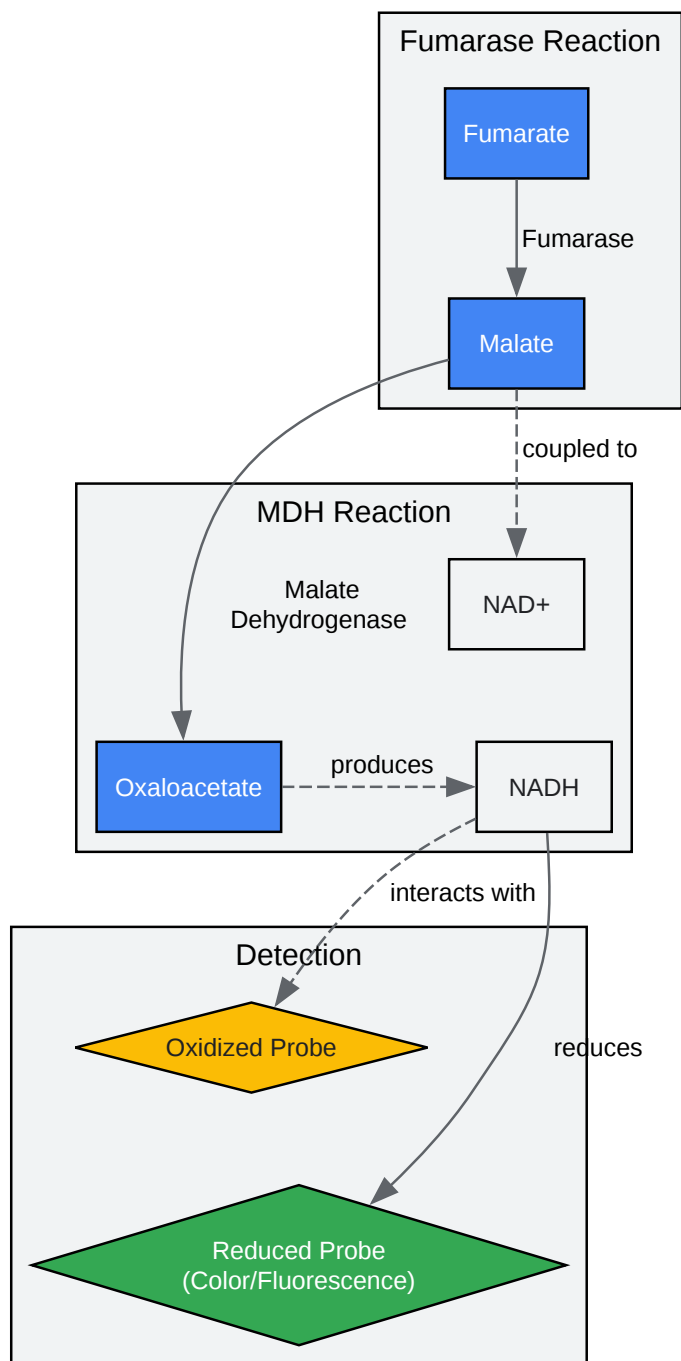 Fumarase Reaction
Fumarate
Fumarase
Malate
coupled to
MDH Reaction
Malate
Dehydrogenase
NAD+
Oxaloacetate
produces
NADH
interacts with
Detection
Oxidized Probe
reduces
Reduced Probe
(Color/Fluorescence)